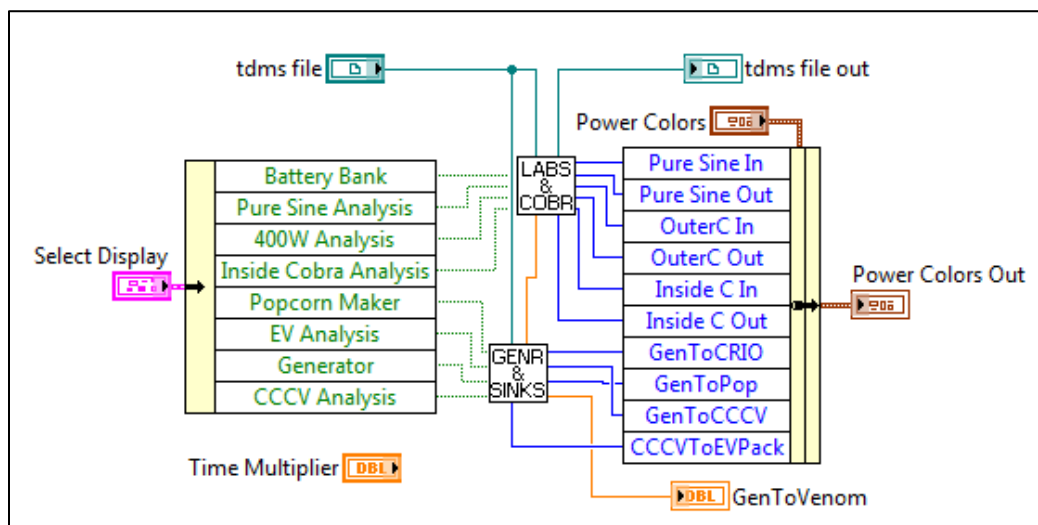 tdms file
tdms file out
Power Colors
Battery Bank
Pure Sine Analysis
400W Analysis
Inside Cobra Analysis
Popcorn Maker
EV Analysis
Generator
CCCV Analysis
Select Display
LABS
&
COBR
GENR
&
SINKS
Pure Sine In
Pure Sine Out
OuterC In
OuterC Out
Inside C In
Inside C Out
GenToCRIO
GenToPop
GenToCCCV
CCCVToEVPack
Power Colors Out
Time Multiplier
DBL
DBL
GenToVenom